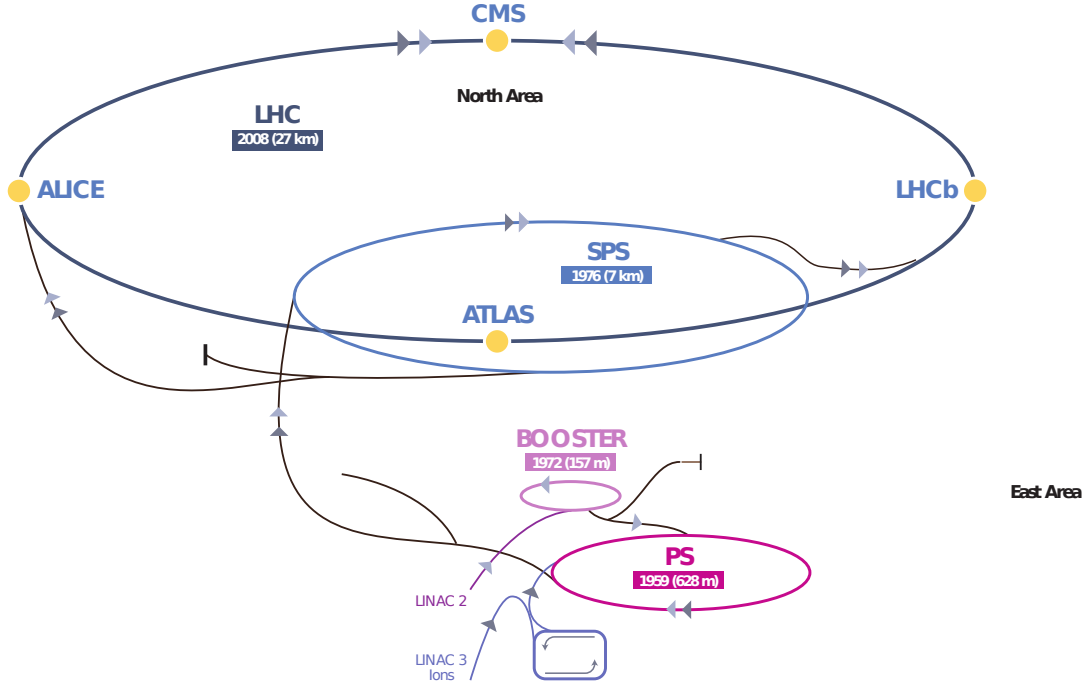 CMS
North Area
LHC
2008 (27 km)
ALICE
LHCb
SPS
1976 (7 km)
ATLAS
BOOSTER
1972 (157 m)
East Area
PS
1959 (628 m)
LINAC 2
LINAC 3
Ions